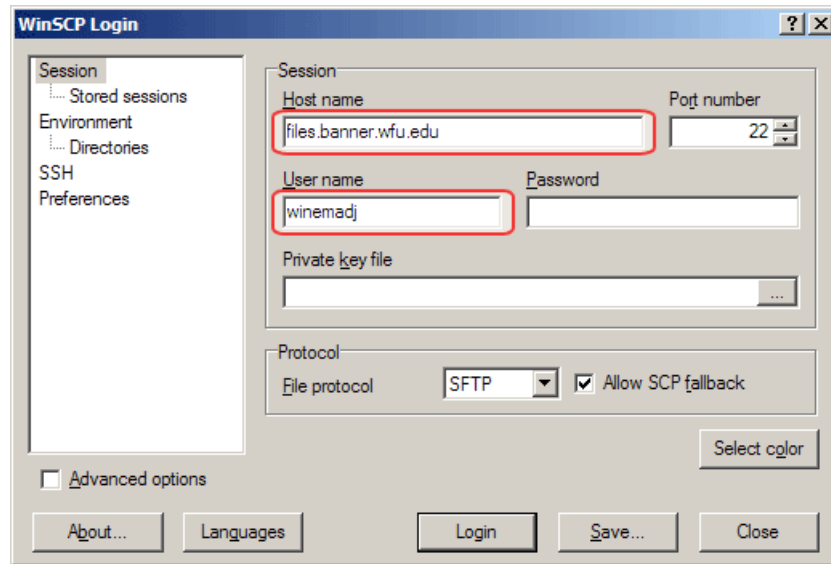 WinSCP Login
Session
Stored sessions
Environment
Directories
SSH
Preferences
Session
Host name
Port number
files.banner.wfu.edu
22
User name
Password
winemadj
Private key file
...
Protocol
File protocol
SFTP
Allow SCP fallback
Select color
Advanced options
About...
Languages
Login
Save...
Close